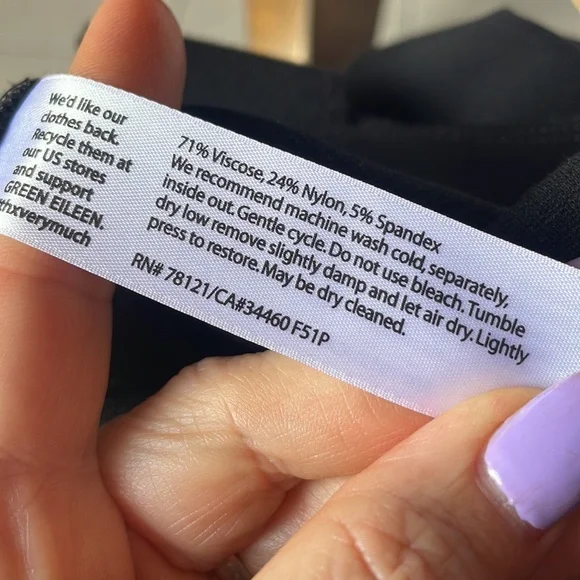 We'd like our
clothes back.
Recycle them at
our US stores
and support
GREEN EILEEN.
thxverymuch
71% Viscose, 24% Nylon, 5% Spandex
We recommend machine wash cold, separately,
inside out. Gentle cycle. Do not use bleach. Tumble
dry low remove slightly damp and let air dry. Lightly
press to restore. May be dry cleaned.
RN# 78121/CA#34460 F51P